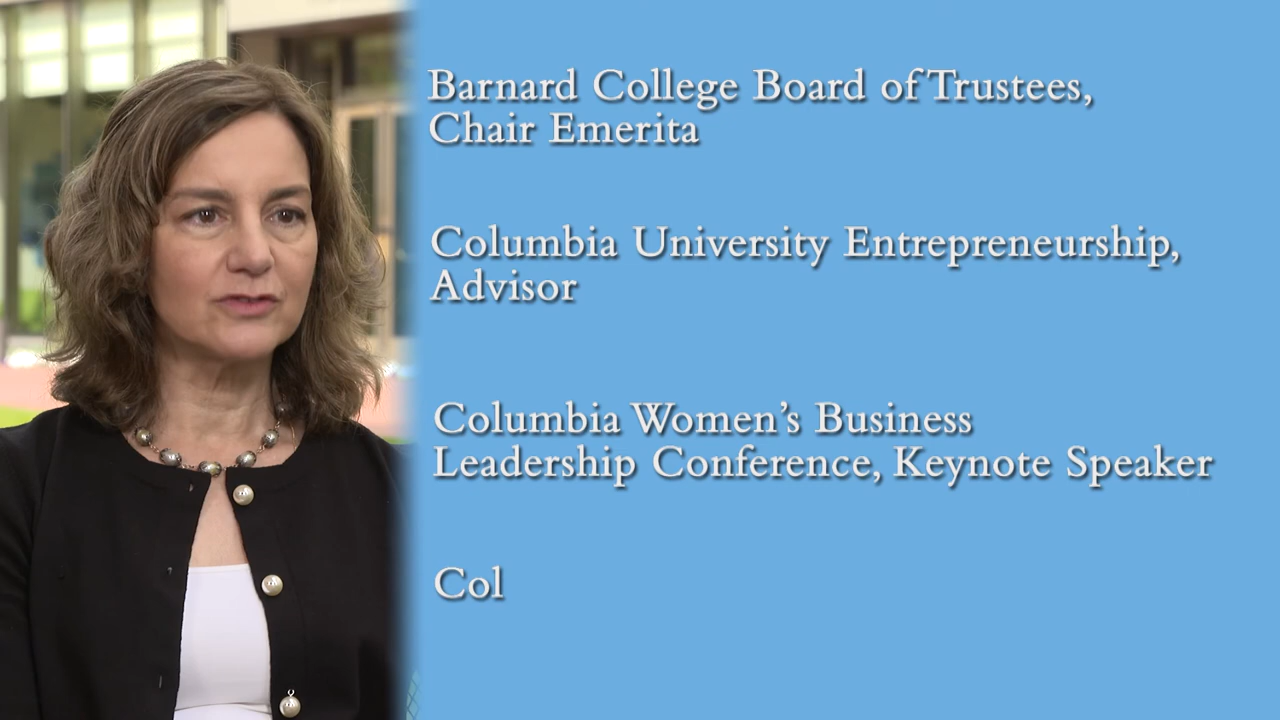 Barnard College Board of Trustees,
Chair Emerita
Columbia University Entrepreneurship,
Advisor
Columbia Women's Business
Leadership Conference, Keynote Speaker
Col